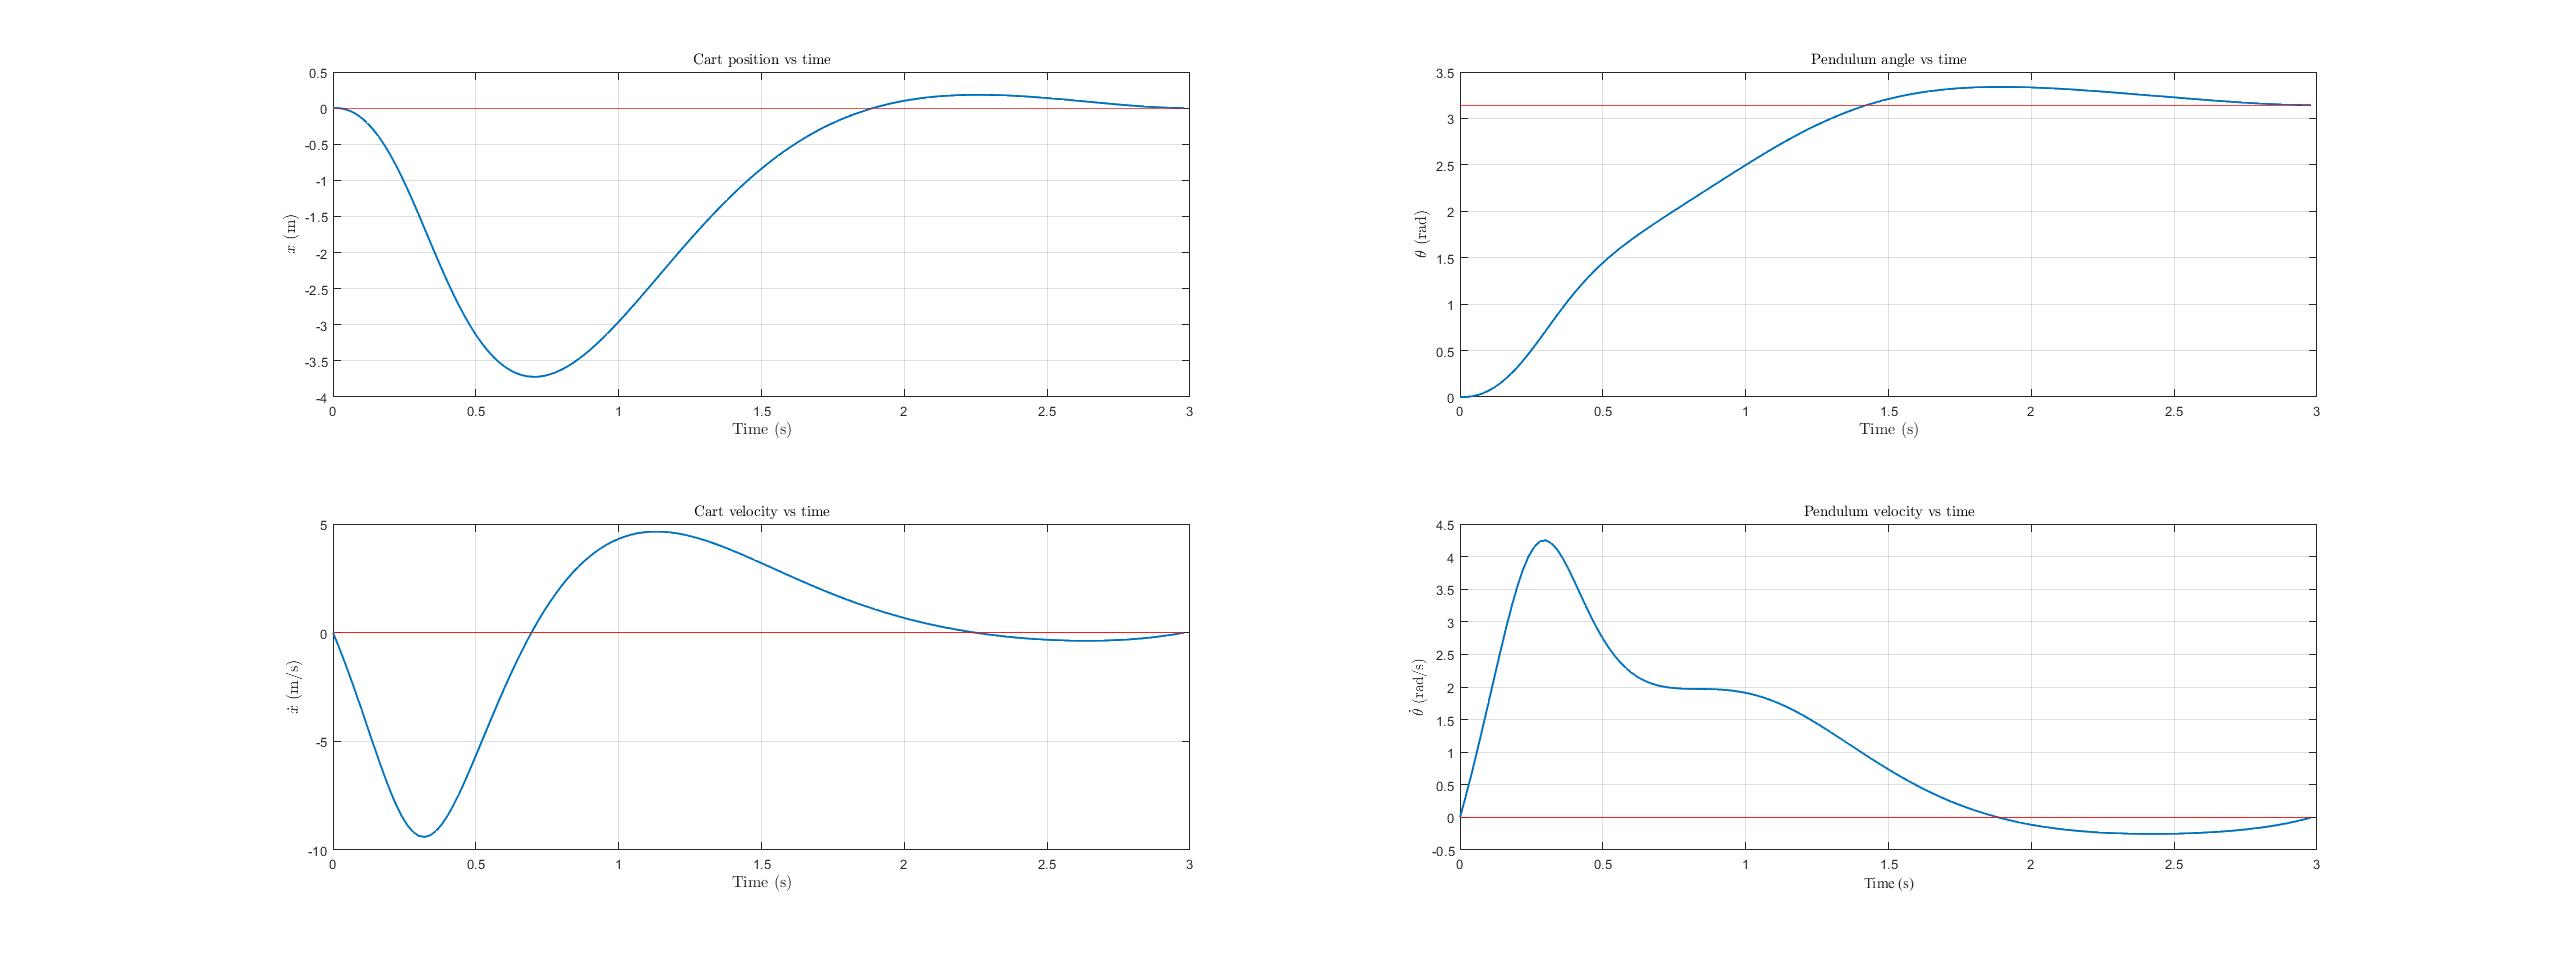 Cart position vs time
0.5
0
-0.5
-1
-1.5
-2
-2.5
-3
-3.5
-4
x (m)
0 0.5 1 1.5 2 2.5 3
Time (s)
Pendulum angle vs time
3.5
3
2.5
2
1.5
1
0.5
0
θ (rad)
0 0.5 1 1.5 2 2.5 3
Time (s)
Cart velocity vs time
5
0
-5
-10
ẋ (m/s)
0 0.5 1 1.5 2 2.5 3
Time (s)
Pendulum velocity vs time
4.5
4
3.5
3
2.5
2
1.5
1
0.5
0
-0.5
θ̇ (rad/s)
0 0.5 1 1.5 2 2.5 3
Time (s)